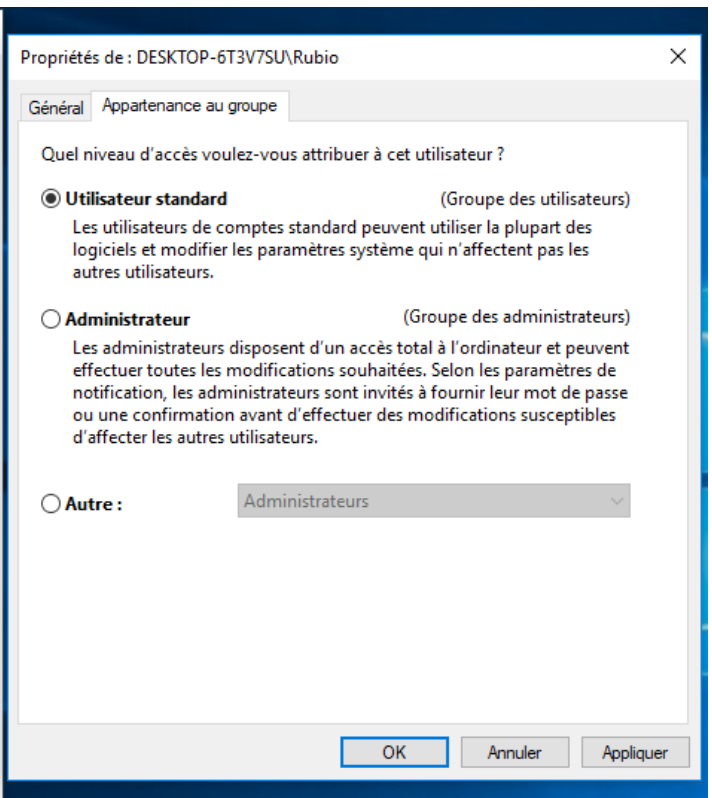 Propriétés de : DESKTOP-6T3V7SU\Rubio
Général Appartenance au groupe
Quel niveau d'accès voulez-vous attribuer à cet utilisateur ?
Utilisateur standard (Groupe des utilisateurs)
Les utilisateurs de comptes standard peuvent utiliser la plupart des
logiciels et modifier les paramètres système qui n'affectent pas les
autres utilisateurs.
Administrateur (Groupe des administrateurs)
Les administrateurs disposent d'un accès total à l'ordinateur et peuvent
effectuer toutes les modifications souhaitées. Selon les paramètres de
notification, les administrateurs sont invités à fournir leur mot de passe
ou une confirmation avant d'effectuer des modifications susceptibles
d'affecter les autres utilisateurs.
Autre : Administrateurs
OK Annuler Appliquer